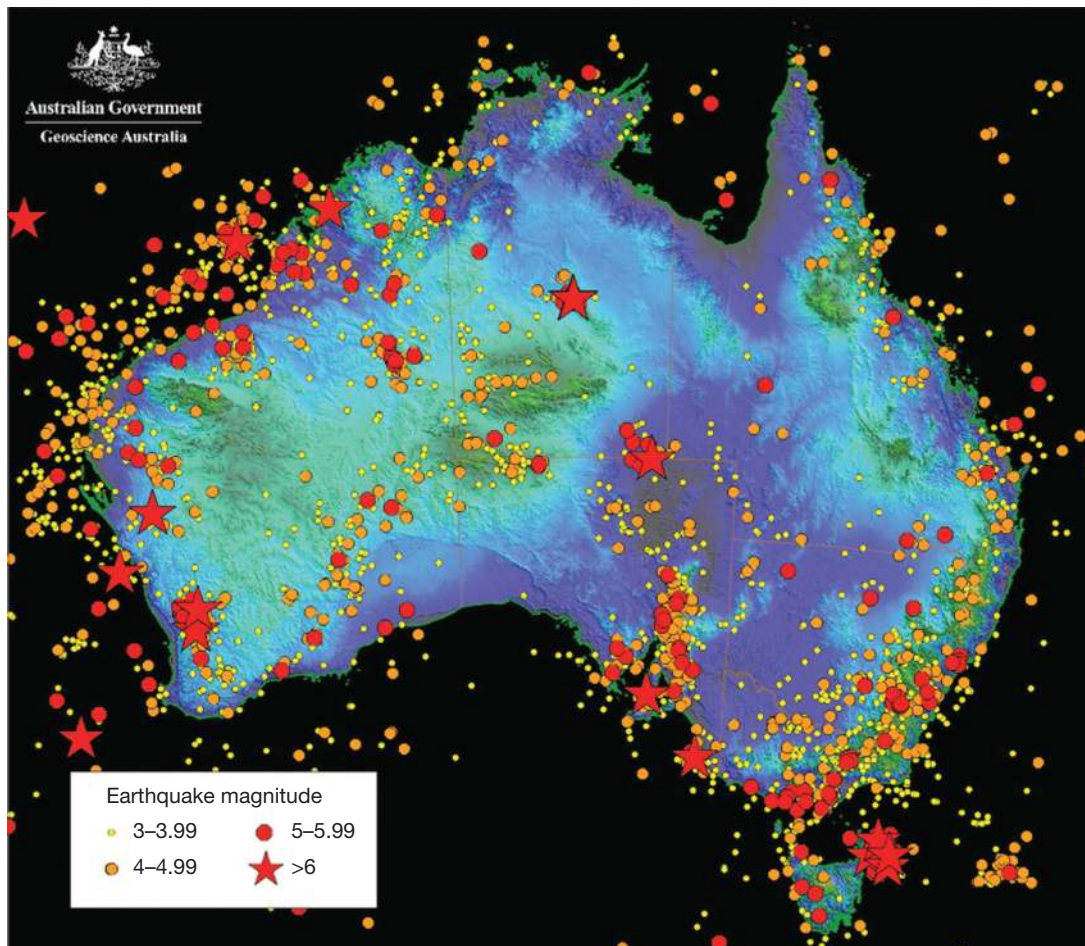 Australian Government
Geoscience Australia
Earthquake magnitude
3–3.99
5–5.99
4–4.99
>6